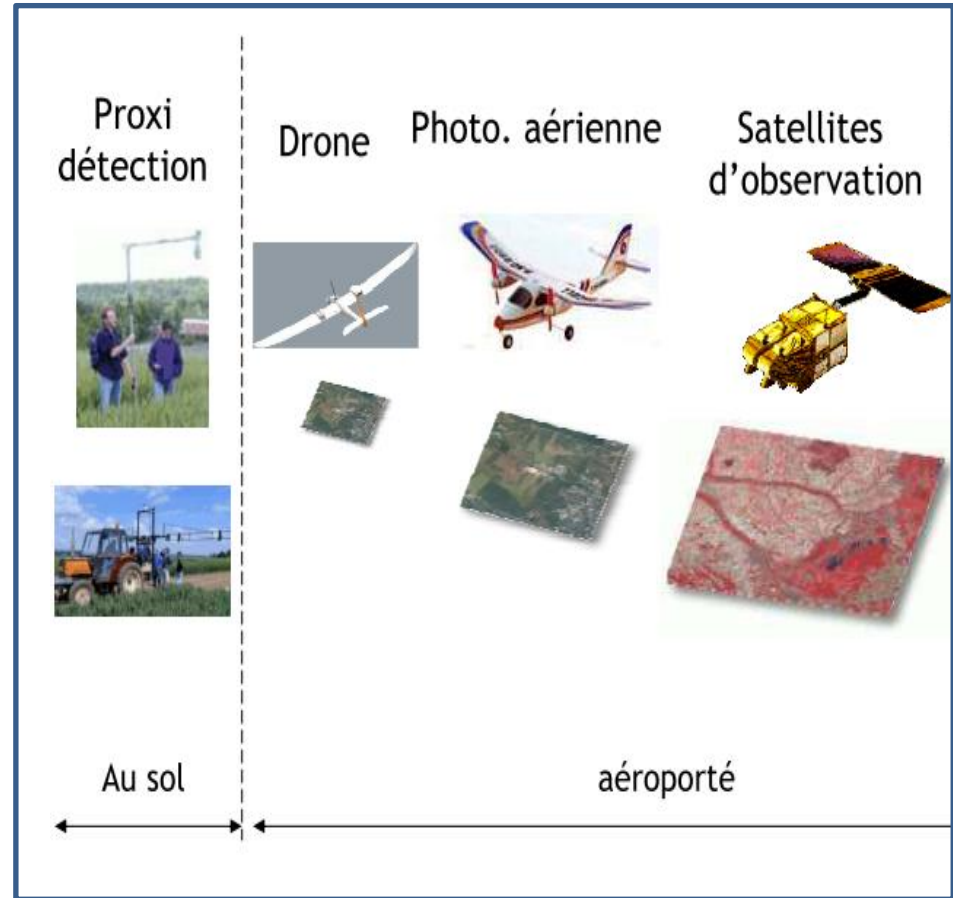 Proxi
détection
Drone
Photo. aérienne
Satellites
d’observation
Au sol
aéroporté